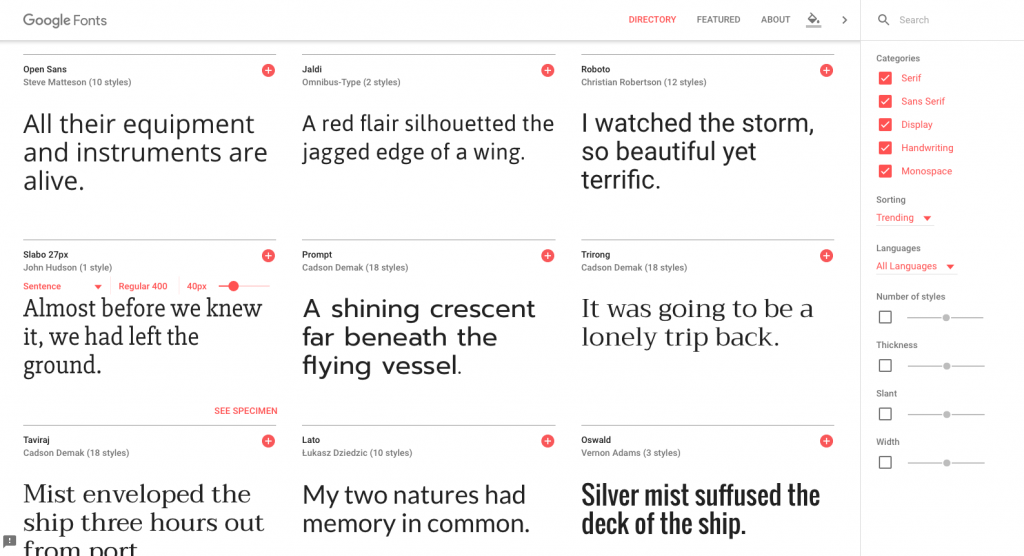 Google Fonts
DIRECTORY
FEATURED
ABOUT
Search
Open Sans
Steve Matteson (10 styles)
All their equipment
and instruments are
alive.
Jaldi
Omnibus-Type (2 styles)
A red flair silhouetted the
jagged edge of a wing.
Roboto
Christian Robertson (12 styles)
I watched the storm,
so beautiful yet
terrific.
Slabo 27px
John Hudson (1 style)
Sentence
Regular 400
40px
Almost before we knew
it, we had left the
ground.
SEE SPECIMEN
Prompt
Cadson Demak (18 styles)
A shining crescent
far beneath the
flying vessel.
Trirong
Cadson Demak (18 styles)
It was going to be a
lonely trip back.
Taviraj
Cadson Demak (18 styles)
Mist enveloped the
ship three hours out
from port.
Lato
Łukasz Dziedzic (10 styles)
My two natures had
memory in common.
Oswald
Vernon Adams (3 styles)
Silver mist suffused the
deck of the ship.
Categories
Serif
Sans Serif
Display
Handwriting
Monospace
Sorting
Trending
Languages
All Languages
Number of styles
Thickness
Slant
Width